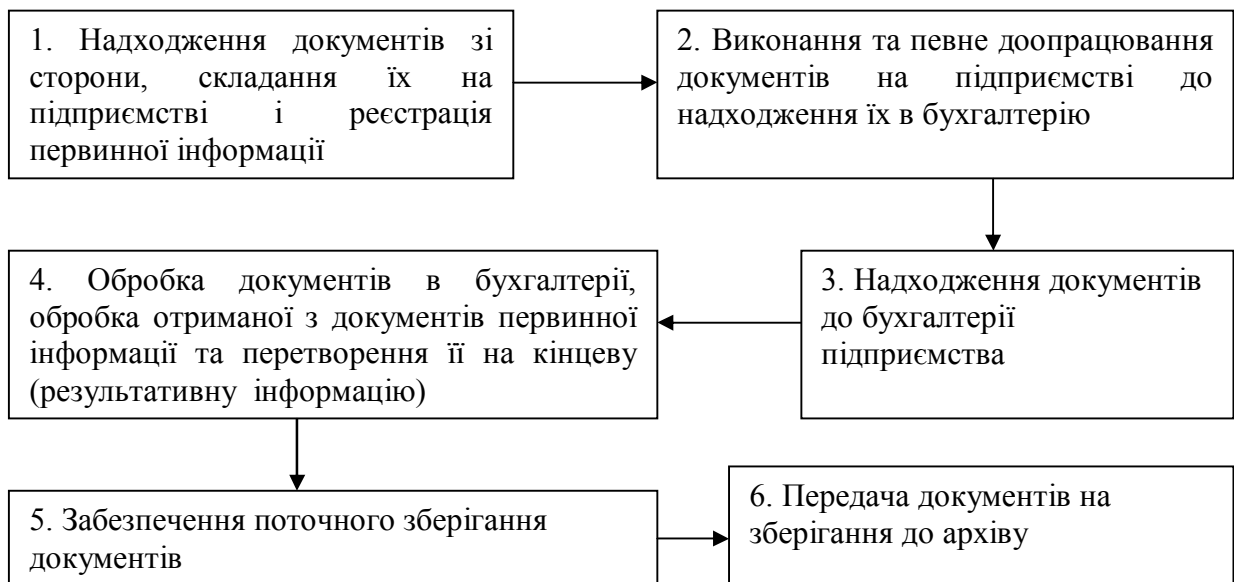 1. Надходження документів зі
сторони, складання їх на
підприємстві і реєстрація
первинної інформації
2. Виконання та певне доопрацювання
документів на підприємстві до
надходження їх в бухгалтерію
3. Надходження документів
до бухгалтерії
підприємства
4. Обробка документів в бухгалтерії,
обробка отриманої з документів первинної
інформації та перетворення її на кінцеву
(результативну інформацію)
5. Забезпечення поточного зберігання
документів
6. Передача документів на
зберігання до архіву